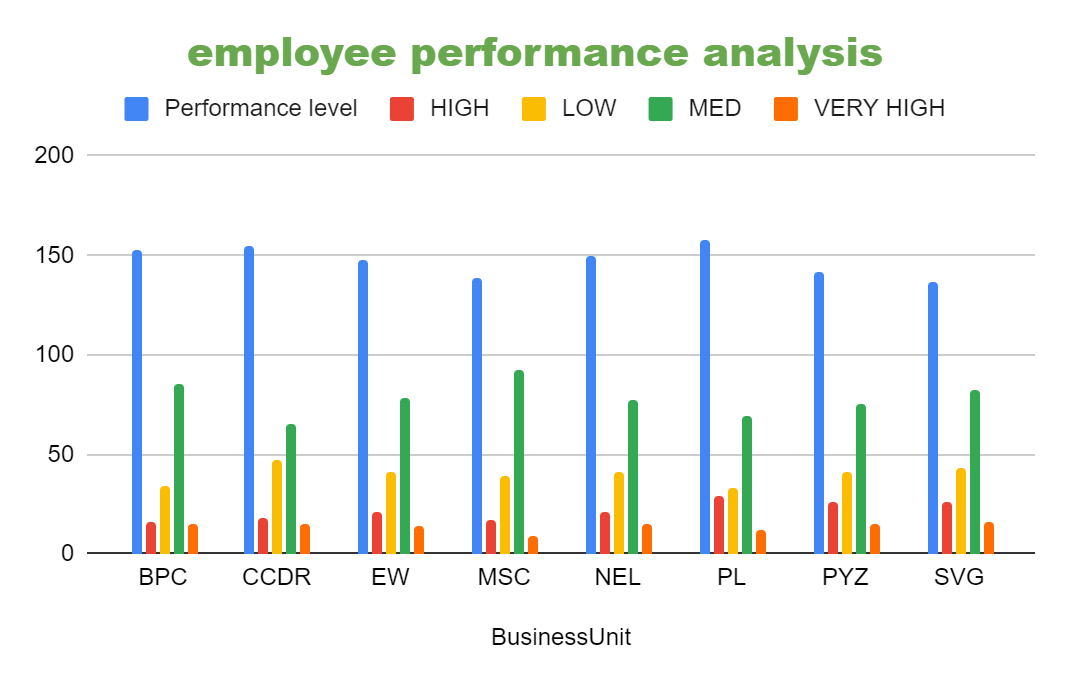 employee performance analysis
Performance level HIGH LOW MED VERY HIGH
200
150
100
50
0
BPC CCDR EW MSC NEL PL PYZ SVG
BusinessUnit